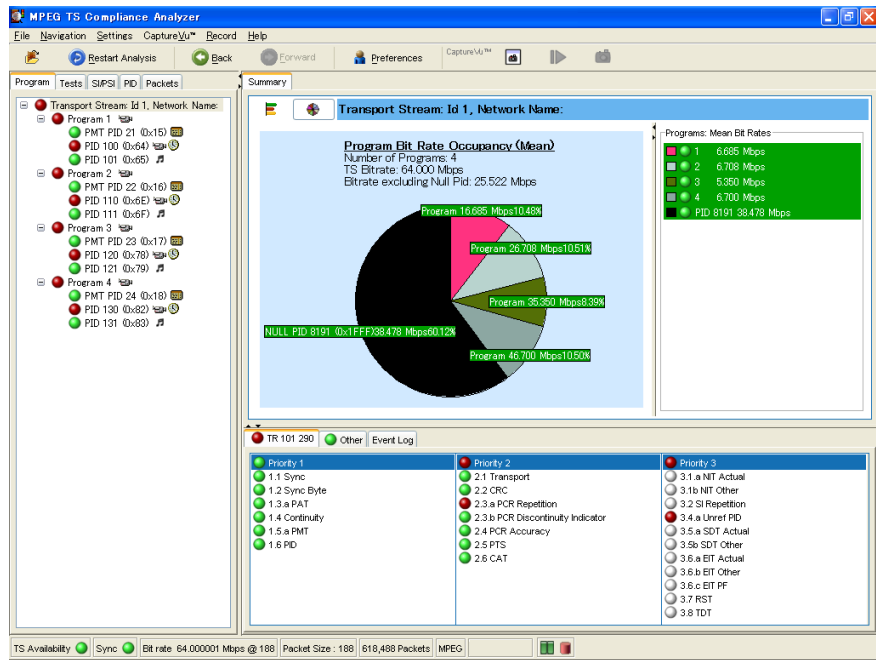 MPEG TS Compliance Analyzer
File Navigation Settings CaptureVu™ Record Help
Restart Analysis Back Forward Preferences CaptureVu™
Program Tests SI/PSI PID Packets
Transport Stream: Id 1, Network Name:
Program 1
PMT PID 21 (0x15)
PID 100 (0x64)
PID 101 (0x65)
Program 2
PMT PID 22 (0x16)
PID 110 (0x6E)
PID 111 (0x6F)
Program 3
PMT PID 23 (0x17)
PID 120 (0x78)
PID 121 (0x79)
Program 4
PMT PID 24 (0x18)
PID 130 (0x82)
PID 131 (0x83)
Summary
Transport Stream: Id 1, Network Name:
Program Bit Rate Occupancy (Mean)
Number of Programs: 4
TS Bitrate: 64.000 Mbps
Bitrate excluding Null Pid: 25.522 Mbps
Program 16.685 Mbps10.48%
Program 26.708 Mbps10.51%
Program 35.350 Mbps8.39%
NULL PID 8191 (0x1FFF)38.478 Mbps60.12%
Program 46.700 Mbps10.50%
Programs: Mean Bit Rates
1 6.685 Mbps
2 6.708 Mbps
3 5.350 Mbps
4 6.700 Mbps
PID 8191 38.478 Mbps
TR 101 290 Other Event Log
Priority 1
1.1 Sync
1.2 Sync Byte
1.3.a PAT
1.4 Continuity
1.5.a PMT
1.6 PID
Priority 2
2.1 Transport
2.2 CRC
2.3.a PCR Repetition
2.3.b PCR Discontinuity Indicator
2.4 PCR Accuracy
2.5 PTS
2.6 CAT
Priority 3
3.1.a NIT Actual
3.1b NIT Other
3.2 SI Repetition
3.4.a Unref PID
3.5.a SDT Actual
3.5b SDT Other
3.6.a EIT Actual
3.6.b EIT Other
3.6.c EIT PF
3.7 RST
3.8 TDT
TS Availability Sync Bit rate 64.000001 Mbps @ 188 Packet Size : 188 618,488 Packets MPEG